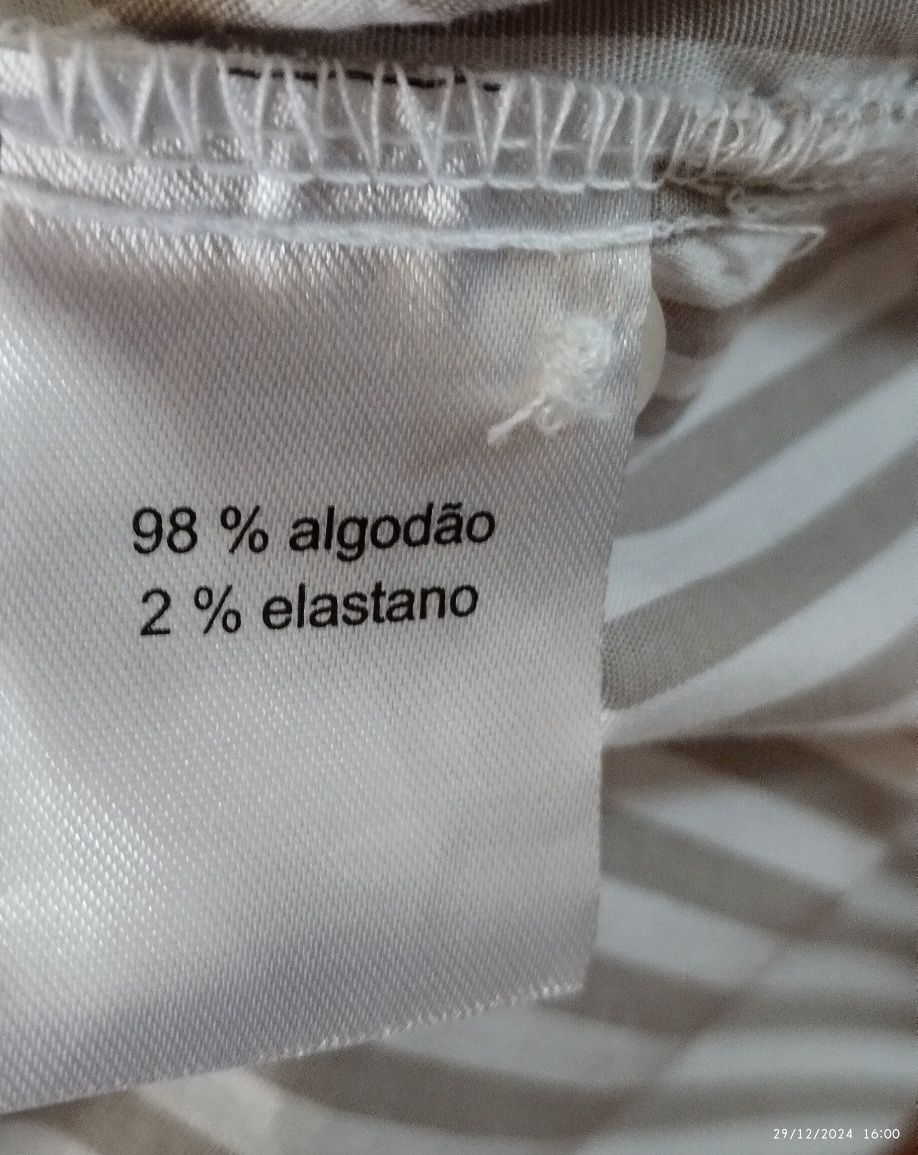 98 % algodão
2 % elastano
29/12/2024 16:00